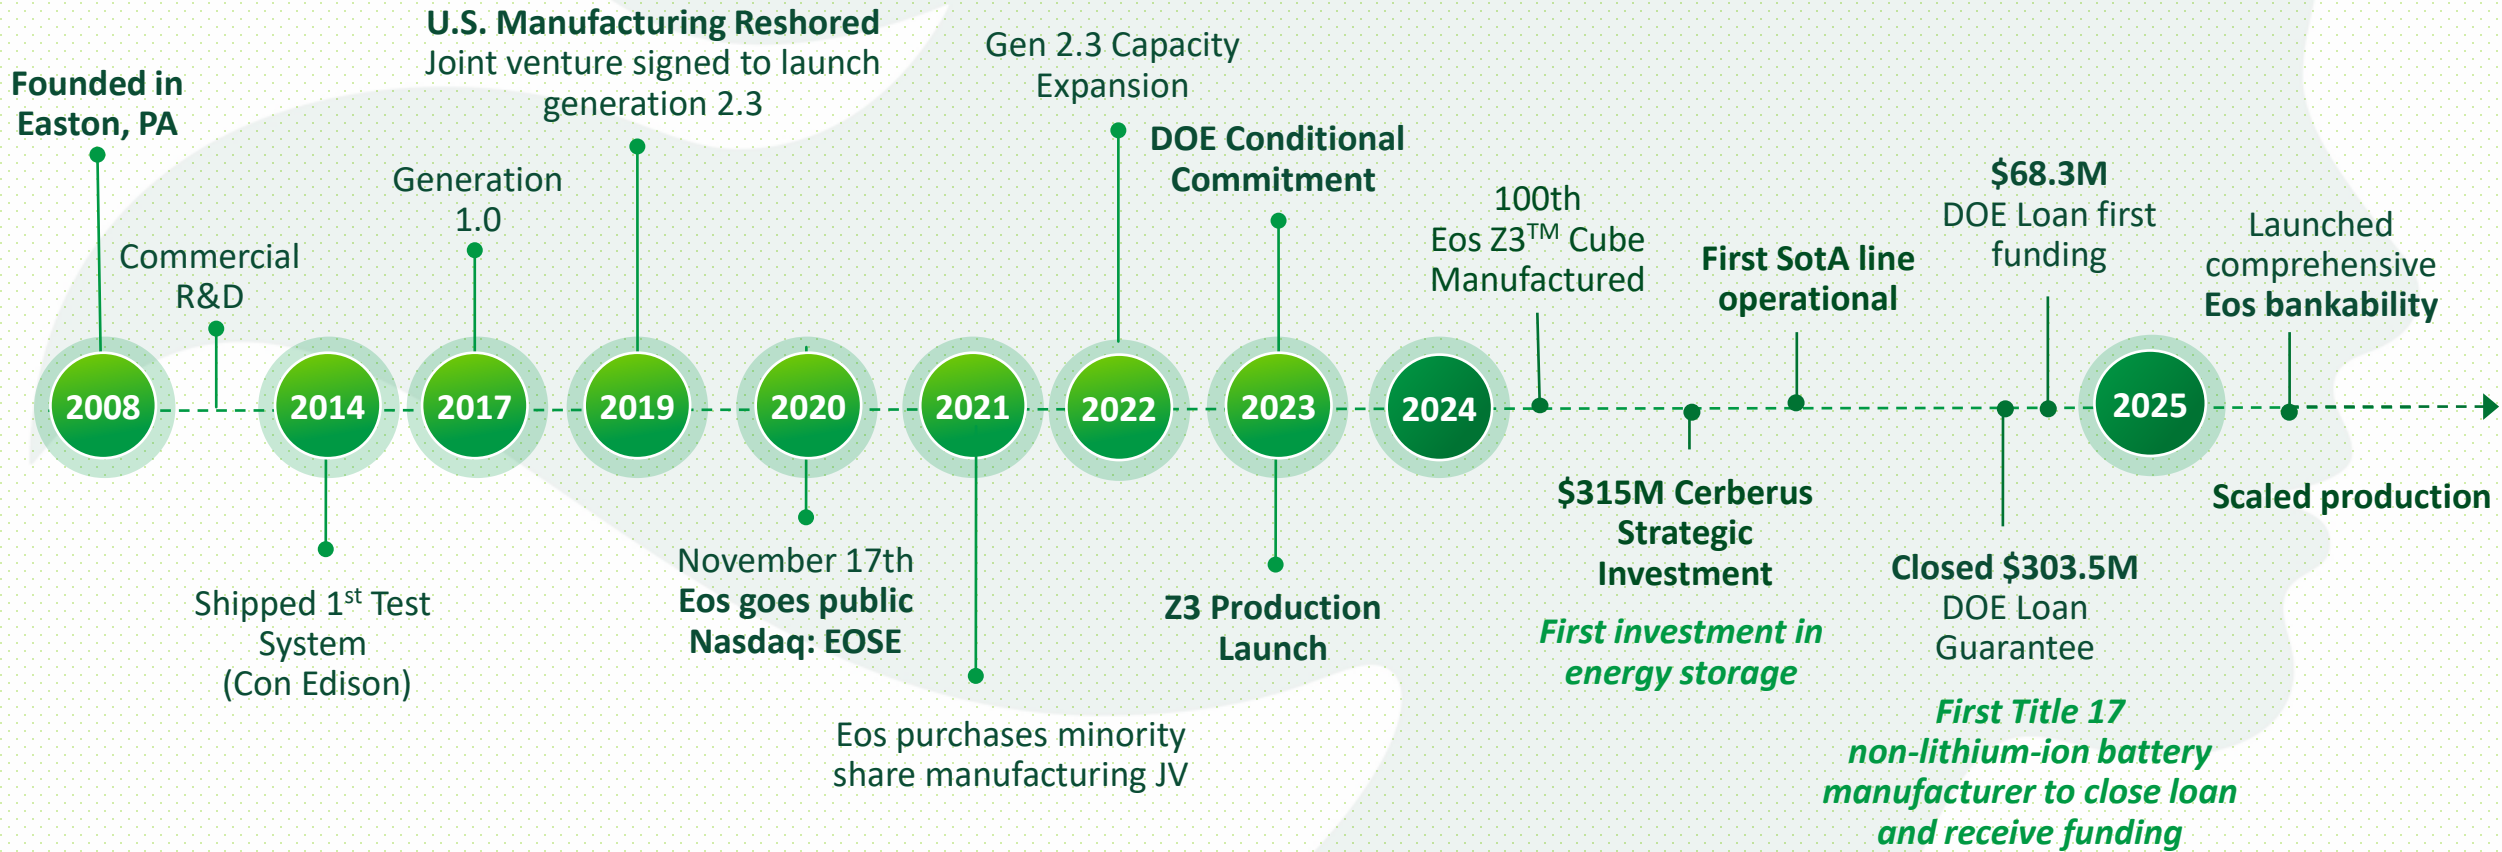 Founded in
Easton, PA
Commercial
R&D
Generation
1.0
U.S. Manufacturing Reshored
Joint venture signed to launch
generation 2.3
Gen 2.3 Capacity
Expansion
DOE Conditional
Commitment
100th
Eos Z3TM Cube
Manufactured
First SotA line
operational
$68.3M
DOE Loan first
funding
Launched
comprehensive
Eos bankability
2008
2014
2017
2019
2020
2021
2022
2023
2024
2025
Shipped 1st Test
System
(Con Edison)
November 17th
Eos goes public
Nasdaq: EOSE
Eos purchases minority
share manufacturing JV
Z3 Production
Launch
$315M Cerberus
Strategic
Investment
First investment in
energy storage
Closed $303.5M
DOE Loan
Guarantee
First Title 17
non-lithium-ion battery
manufacturer to close loan
and receive funding
Scaled production